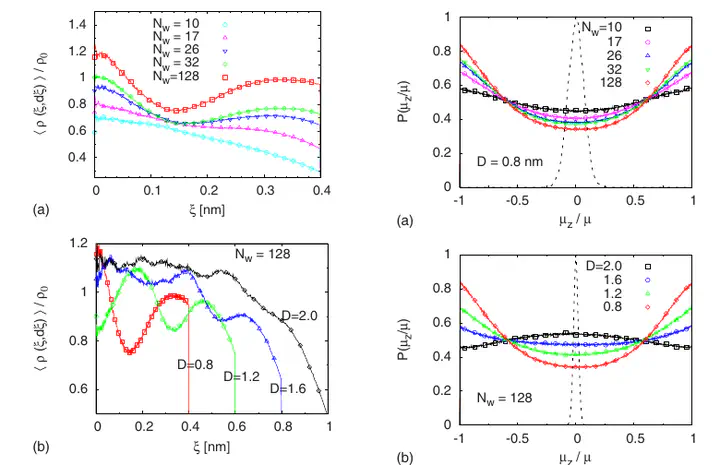 1.4
1.2
1
0.8
0.6
0.4
⟨ ρ (ξ,dξ) ⟩ / ρ0
Nw = 10
Nw = 17
Nw = 26
Nw = 32
Nw=128
0 0.1 0.2 0.3 0.4
ξ [nm]
(a)
1.2
1
0.8
0.6
⟨ ρ (ξ,dξ) ⟩ / ρ0
Nw = 128
D=2.0
D=0.8
D=1.2
D=1.6
0 0.2 0.4 0.6 0.8 1
ξ [nm]
(b)
1
0.8
0.6
0.4
0.2
0
P(μz/μ)
Nw=10
17
26
32
128
D = 0.8 nm
-1 -0.5 0 0.5 1
μz / μ
(a)
1
0.8
0.6
0.4
0.2
0
P(μz/μ)
D=2.0
1.6
1.2
0.8
Nw = 128
-1 -0.5 0 0.5 1
μz / μ
(b)